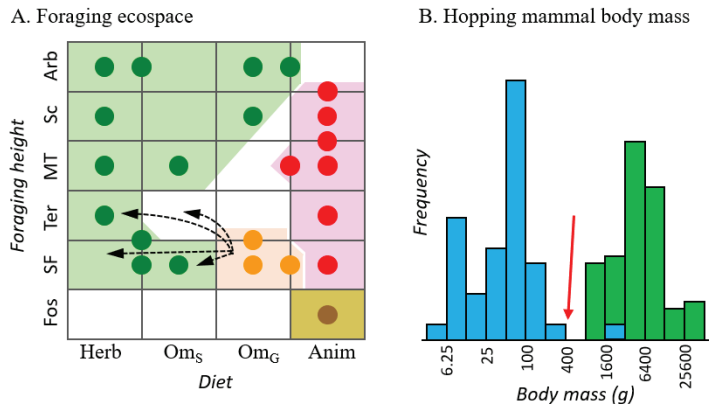 A. Foraging ecospace
Foraging height
Arb
Sc
MT
Ter
SF
Fos
Herb OmS OmG Anim
Diet
B. Hopping mammal body mass
Frequency
6.25 25 100 400 1600 6400 25600
Body mass (g)